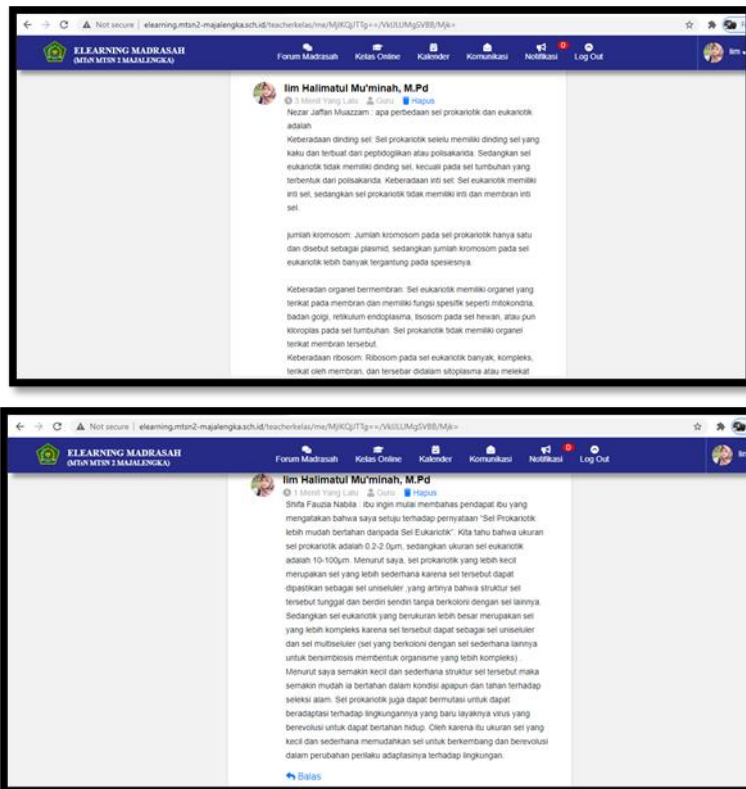 Not secure | elearning.mtsn2-majalengka.sch.id/teacherkelas/me/
ELEARNING MADRASAH
(MTsN MTSN 2 MAJALENGKA)
Forum Madrasah Kelas Online Kalender Komunikasi Notifikasi 0 Log Out
Iim
Iim Halimatul Mu'minah, M.Pd
3 Menit Yang Lalu Guru Hapus
Nezar Jaffan Muazzam : apa perbedaan sel prokariotik dan eukariotik
adalah
Keberadaan dinding sel: Sel prokariotik selelu memiliki dinding sel yang
kaku dan terbuat dari peptidoglikan atau polisakarida. Sedangkan sel
eukariotik tidak memiliki dinding sel, kecuali pada sel tumbuhan yang
terbentuk dari polisakarida. Keberadaan inti sel: Sel eukariotik memiliki
inti sel, sedangkan sel prokariotik tidak memiliki inti dan membran inti
sel.
jumlah kromosom: Jumlah kromosom pada sel prokariotik hanya satu
dan disebut sebagai plasmid, sedangkan jumlah kromosom pada sel
eukariotik lebih banyak tergantung pada spesiesnya.
Keberadan organel bermembran: Sel eukariotik memiliki organel yang
terikat pada membran dan memiliki fungsi spesifik seperti mitokondria,
badan golgi, retikulum endoplasma, lisosom pada sel hewan, atau pun
kloroplas pada sel tumbuhan. Sel prokariotik tidak memiliki organel
terikat membran tersebut.
Keberadaan ribosom: Ribosom pada sel eukariotik banyak, kompleks,
terikat oleh membran, dan tersebar didalam sitoplasma atau melekat
Not secure | elearning.mtsn2-majalengka.sch.id/teacherkelas/me/
ELEARNING MADRASAH
(MTsN MTSN 2 MAJALENGKA)
Forum Madrasah Kelas Online Kalender Komunikasi Notifikasi 0 Log Out
Iim Halimatul Mu'minah, M.Pd
1 Menit Yang Lalu Guru Hapus
Shifa Fauzia Nabila : Ibu ingin mulai membahas pendapat ibu yang
mengatakan bahwa saya setuju terhadap pernyataan "Sel Prokariotik
lebih mudah bertahan daripada Sel Eukariotik". Kita tahu bahwa ukuran
sel prokariotik adalah 0.2-2.0μm, sedangkan ukuran sel eukariotik
adalah 10-100μm. Menurut saya, sel prokariotik yang lebih kecil
merupakan sel yang lebih sederhana karena sel tersebut dapat
dipastikan sebagai sel uniseluler ,yang artinya bahwa struktur sel
tersebut tunggal dan berdiri sendiri tanpa berkoloni dengan sel lainnya.
Sedangkan sel eukariotik yang berukuran lebih besar merupakan sel
yang lebih kompleks karena sel tersebut dapat sebagai sel uniseluler
dan sel multiseluler (sel yang berkoloni dengan sel sederhana lainnya
untuk bersimbiosis membentuk organisme yang lebih kompleks) .
Menurut saya semakin kecil dan sederhana struktur sel tersebut maka
semakin mudah ia bertahan dalam kondisi apapun dan tahan terhadap
seleksi alam. Sel prokariotik juga dapat bermutasi untuk dapat
beradaptasi terhadap lingkungannya yang baru layaknya virus yang
berevolusi untuk dapat bertahan hidup. Oleh karena itu ukuran sel yang
kecil dan sederhana memudahkan sel untuk berkembang dan berevolusi
dalam perubahan perilaku adaptasinya terhadap lingkungan.
Balas